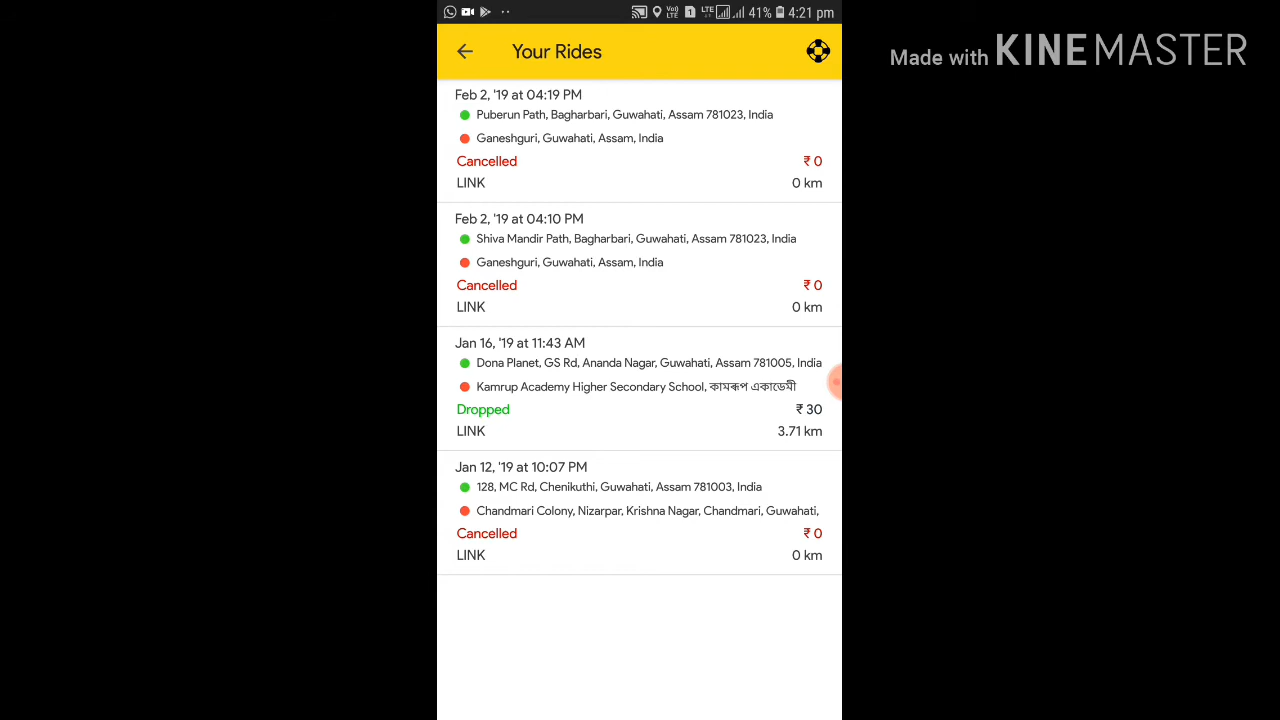 41% 4:21 pm
Made with KINEMASTER
Your Rides
Feb 2, '19 at 04:19 PM
Puberun Path, Bagharbari, Guwahati, Assam 781023, India
Ganeshguri, Guwahati, Assam, India
Cancelled ₹ 0
LINK 0 km
Feb 2, '19 at 04:10 PM
Shiva Mandir Path, Bagharbari, Guwahati, Assam 781023, India
Ganeshguri, Guwahati, Assam, India
Cancelled ₹ 0
LINK 0 km
Jan 16, '19 at 11:43 AM
Dona Planet, GS Rd, Ananda Nagar, Guwahati, Assam 781005, India
Kamrup Academy Higher Secondary School, কামৰূপ একাডেমী
Dropped ₹ 30
LINK 3.71 km
Jan 12, '19 at 10:07 PM
128, MC Rd, Chenikuthi, Guwahati, Assam 781003, India
Chandmari Colony, Nizarpar, Krishna Nagar, Chandmari, Guwahati,
Cancelled ₹ 0
LINK 0 km